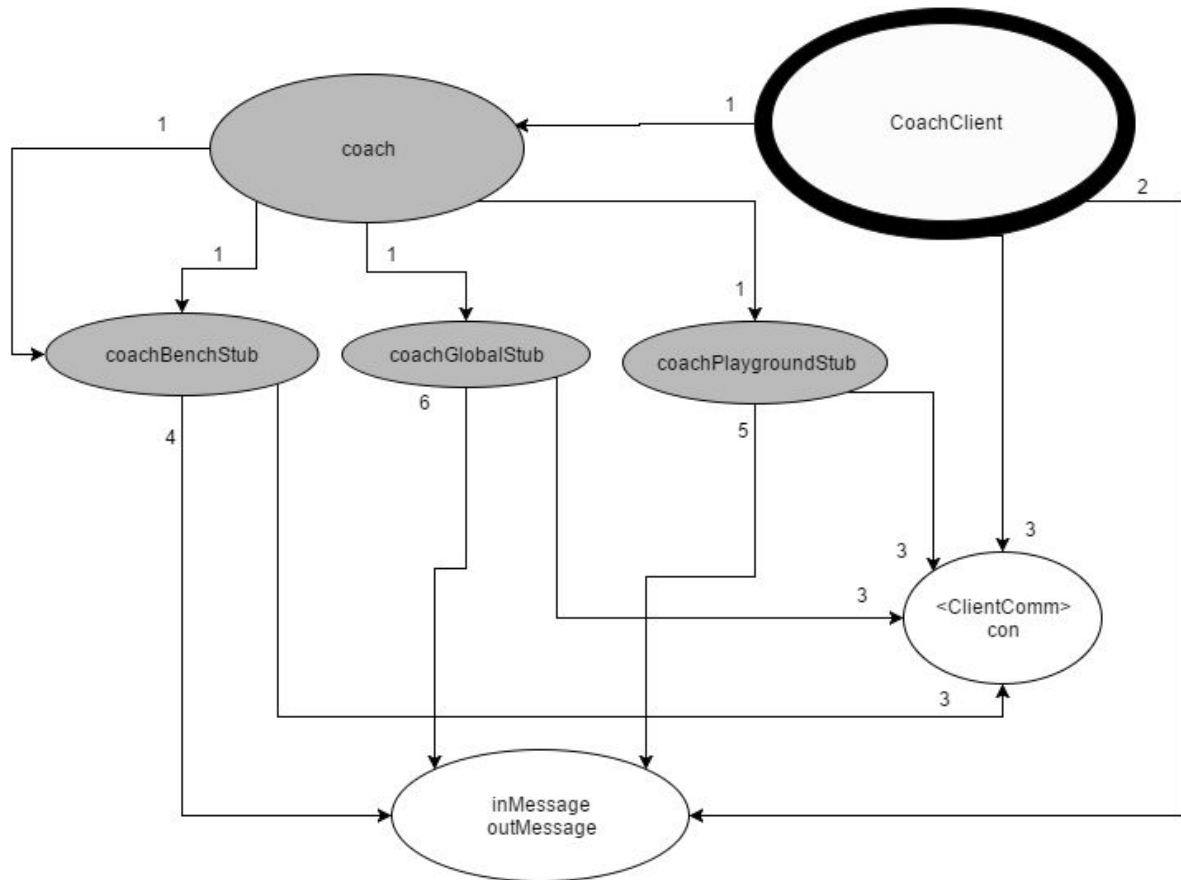 1
CoachClient
1
coach
2
1
1
1
coachBenchStub
coachGlobalStub
coachPlaygroundStub
6
4
5
3
3
3
<ClientComm>
con
3
inMessage
outMessage